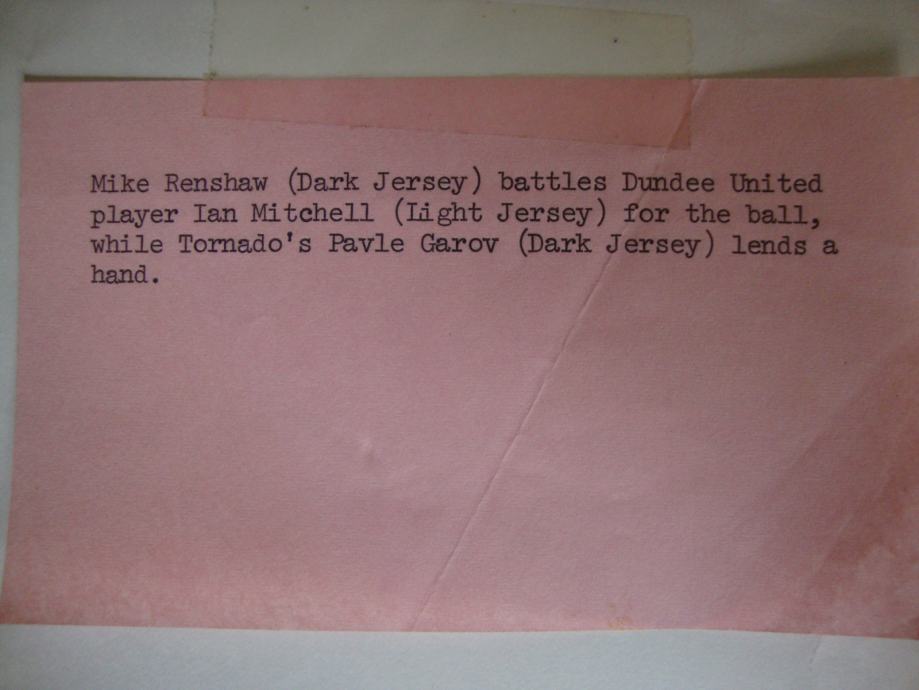 Mike Renshaw (Dark Jersey) battles Dundee United
player Ian Mitchell (Light Jersey) for the ball,
while Tornado's Pavle Garov (Dark Jersey) lends a
hand.